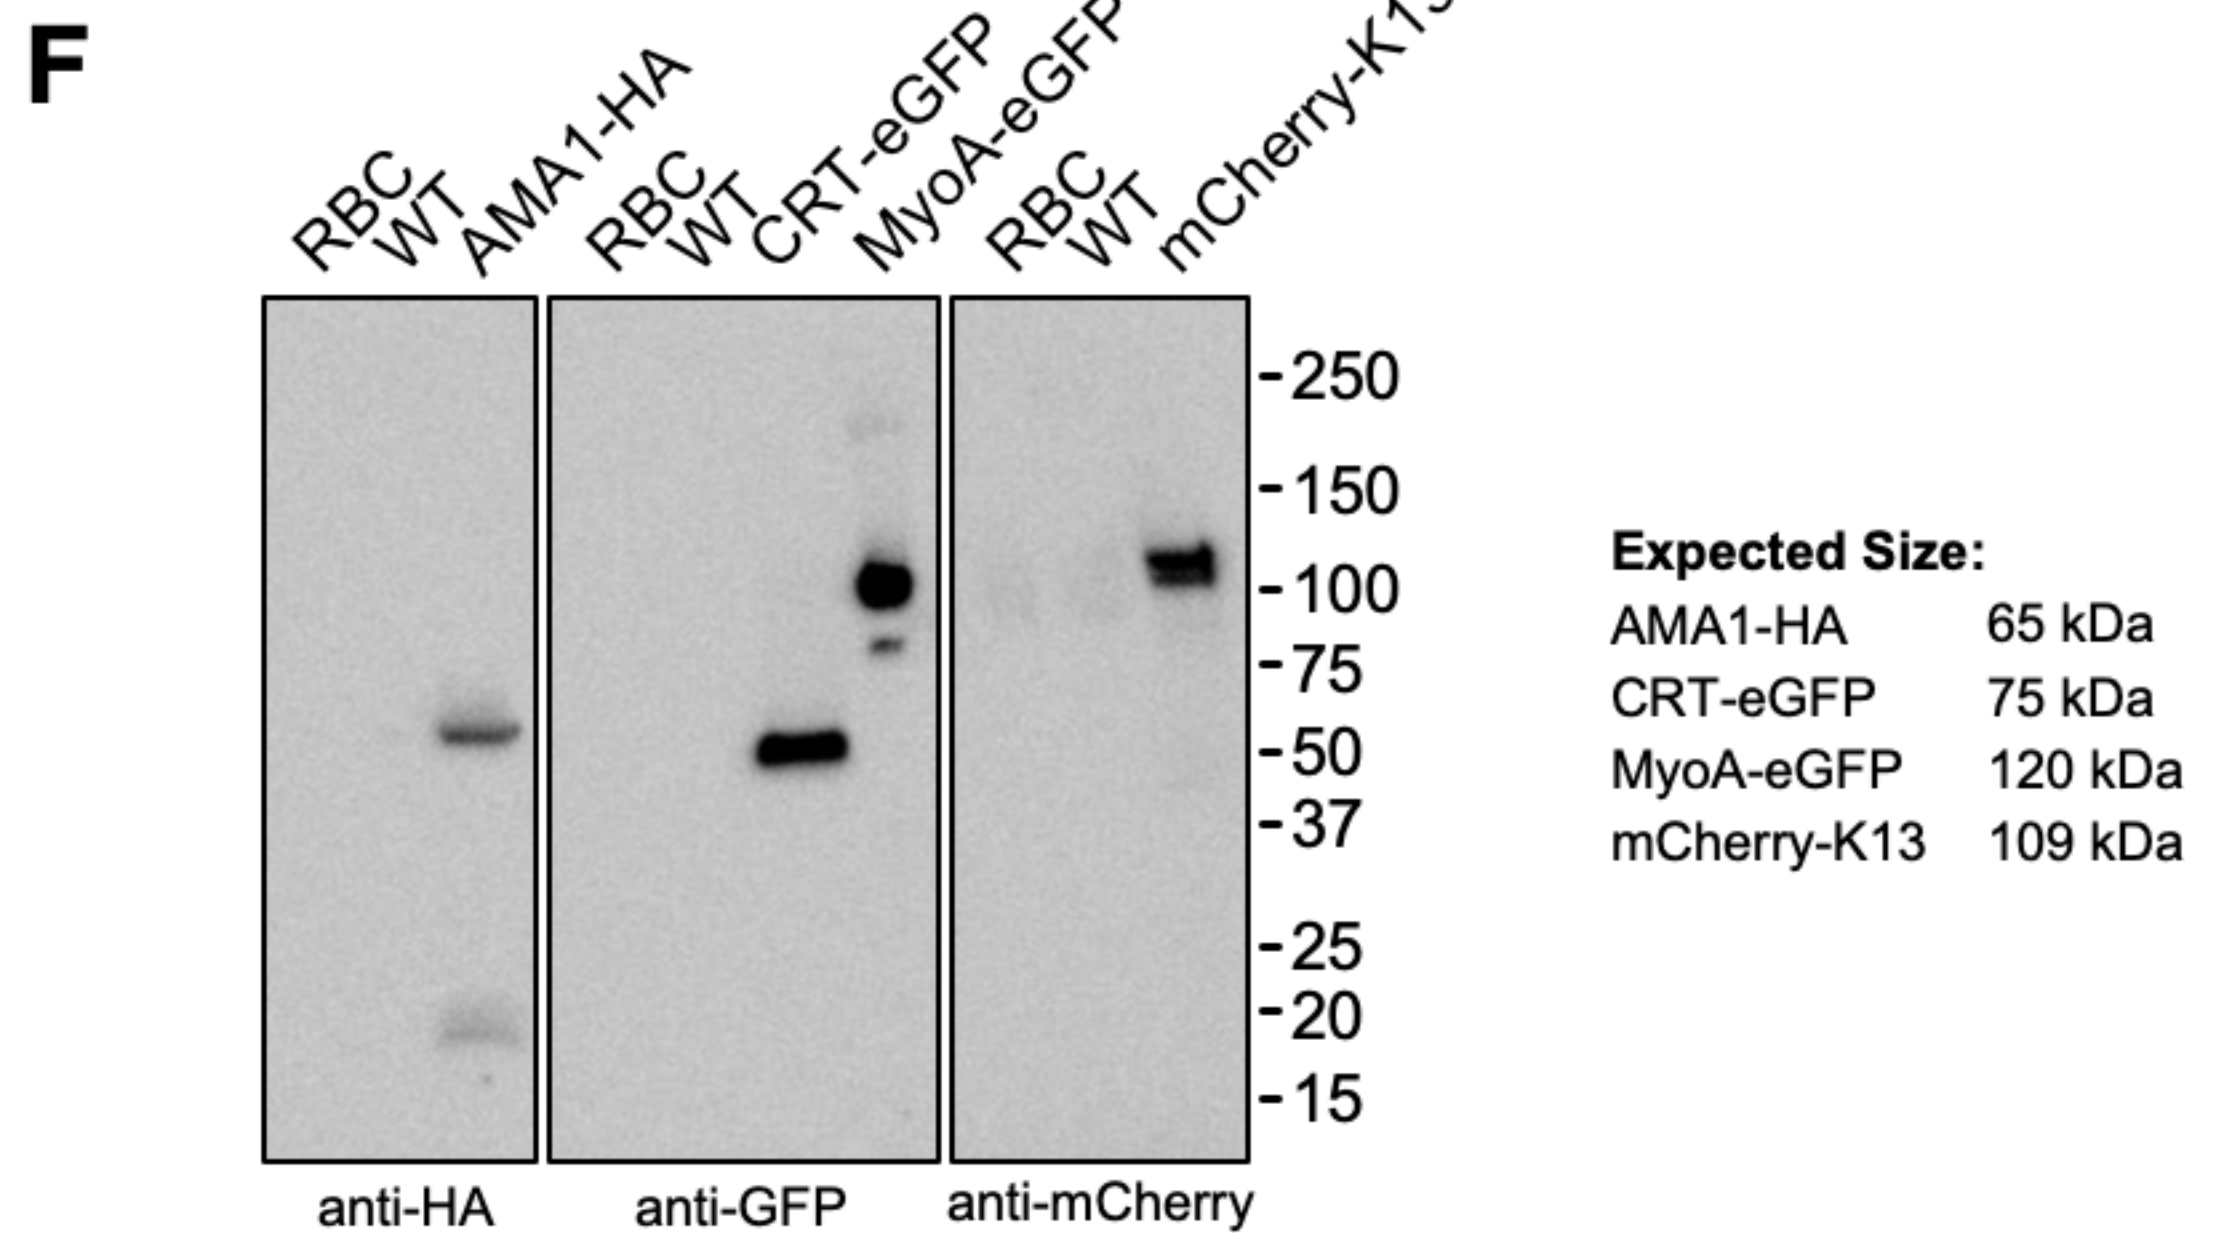 F
RBC
WT
AMA1-HA
RBC
WT
CRT-eGFP
MyoA-eGFP
RBC
WT
mCherry-K13
-250
-150
-100
-75
-50
-37
-25
-20
-15
Expected Size:
AMA1-HA 65 kDa
CRT-eGFP 75 kDa
MyoA-eGFP 120 kDa
mCherry-K13 109 kDa
anti-HA
anti-GFP
anti-mCherry